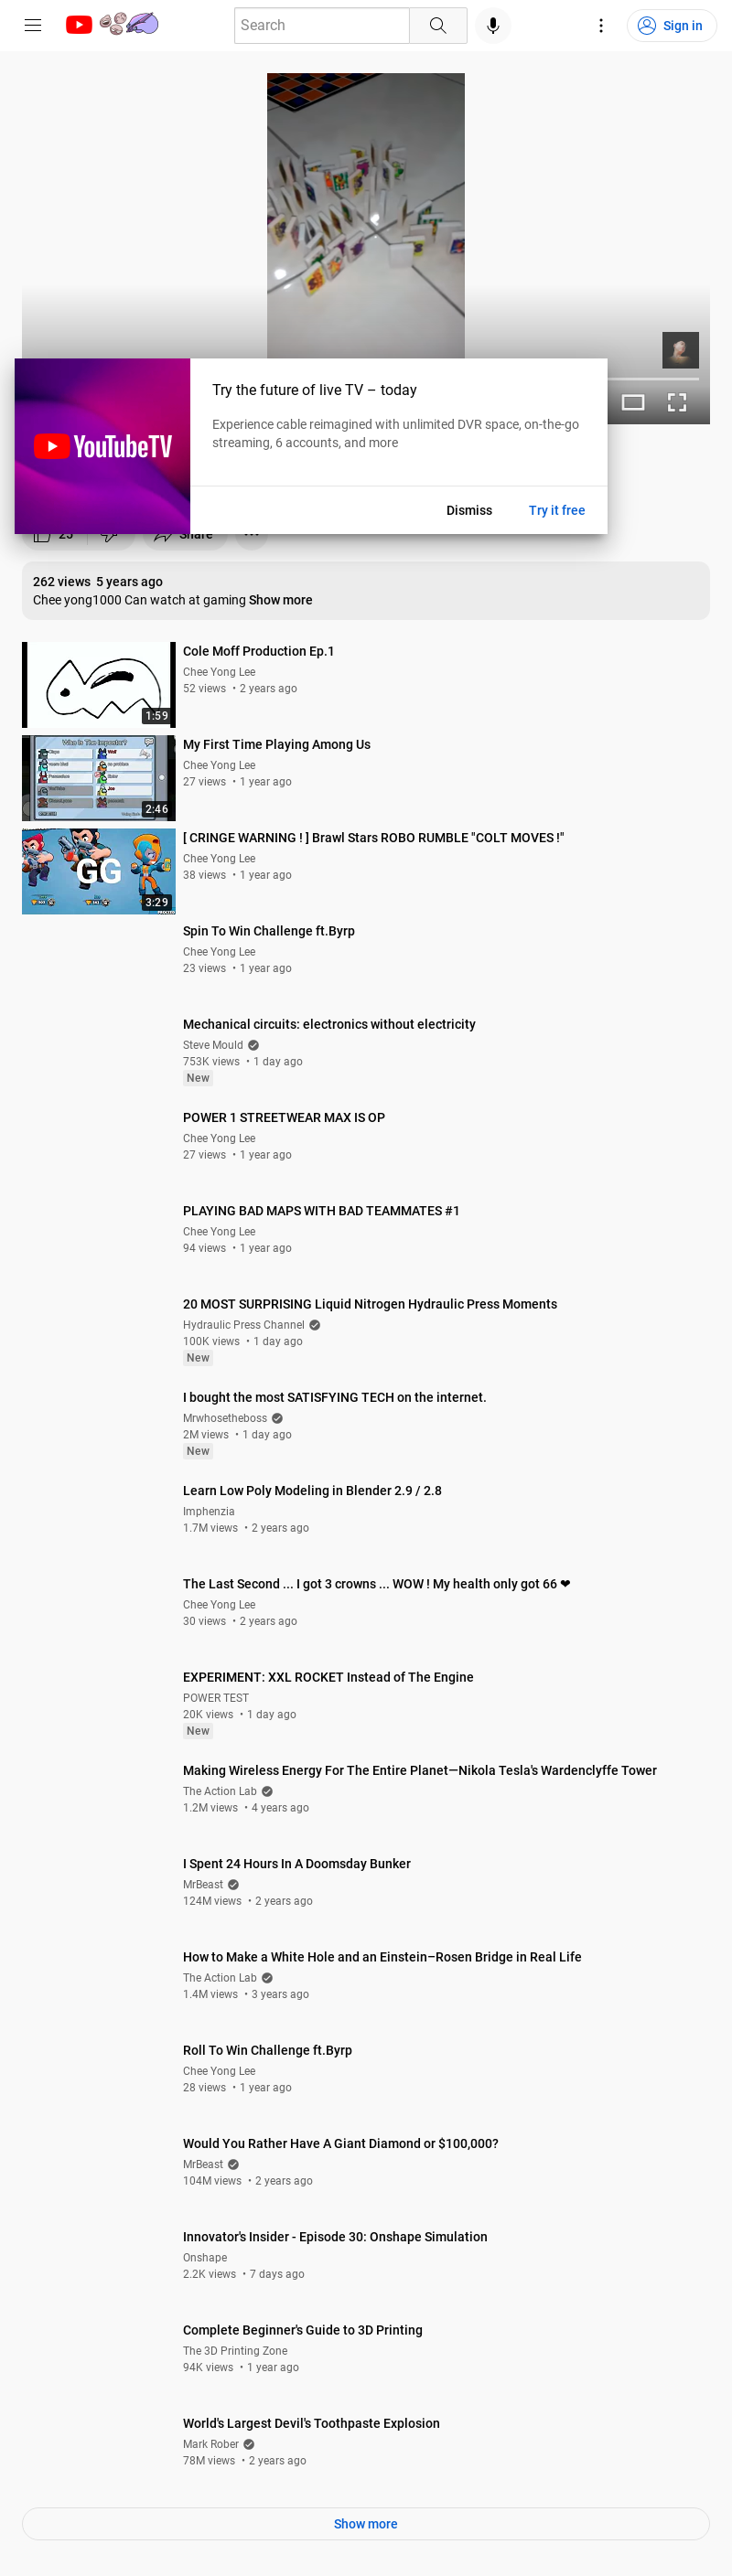 Search
Sign in
YouTubeTV
Try the future of live TV – today
Experience cable reimagined with unlimited DVR space, on-the-go
streaming, 6 accounts, and more
Dismiss
Try it free
25
Share
262 views 5 years ago
Chee yong1000 Can watch at gaming Show more
1:59
Cole Moff Production Ep.1
Chee Yong Lee
52 views • 2 years ago
Who Is The Impostor?
2:46
My First Time Playing Among Us
Chee Yong Lee
27 views • 1 year ago
GG
3:29
[ CRINGE WARNING ! ] Brawl Stars ROBO RUMBLE "COLT MOVES !"
Chee Yong Lee
38 views • 1 year ago
Spin To Win Challenge ft.Byrp
Chee Yong Lee
23 views • 1 year ago
Mechanical circuits: electronics without electricity
Steve Mould
753K views • 1 day ago
New
POWER 1 STREETWEAR MAX IS OP
Chee Yong Lee
27 views • 1 year ago
PLAYING BAD MAPS WITH BAD TEAMMATES #1
Chee Yong Lee
94 views • 1 year ago
20 MOST SURPRISING Liquid Nitrogen Hydraulic Press Moments
Hydraulic Press Channel
100K views • 1 day ago
New
I bought the most SATISFYING TECH on the internet.
Mrwhosetheboss
2M views • 1 day ago
New
Learn Low Poly Modeling in Blender 2.9 / 2.8
Imphenzia
1.7M views • 2 years ago
The Last Second ... I got 3 crowns ... WOW ! My health only got 66 ❤
Chee Yong Lee
30 views • 2 years ago
EXPERIMENT: XXL ROCKET Instead of The Engine
POWER TEST
20K views • 1 day ago
New
Making Wireless Energy For The Entire Planet—Nikola Tesla's Wardenclyffe Tower
The Action Lab
1.2M views • 4 years ago
I Spent 24 Hours In A Doomsday Bunker
MrBeast
124M views • 2 years ago
How to Make a White Hole and an Einstein–Rosen Bridge in Real Life
The Action Lab
1.4M views • 3 years ago
Roll To Win Challenge ft.Byrp
Chee Yong Lee
28 views • 1 year ago
Would You Rather Have A Giant Diamond or $100,000?
MrBeast
104M views • 2 years ago
Innovator's Insider - Episode 30: Onshape Simulation
Onshape
2.2K views • 7 days ago
Complete Beginner's Guide to 3D Printing
The 3D Printing Zone
94K views • 1 year ago
World's Largest Devil's Toothpaste Explosion
Mark Rober
78M views • 2 years ago
Show more